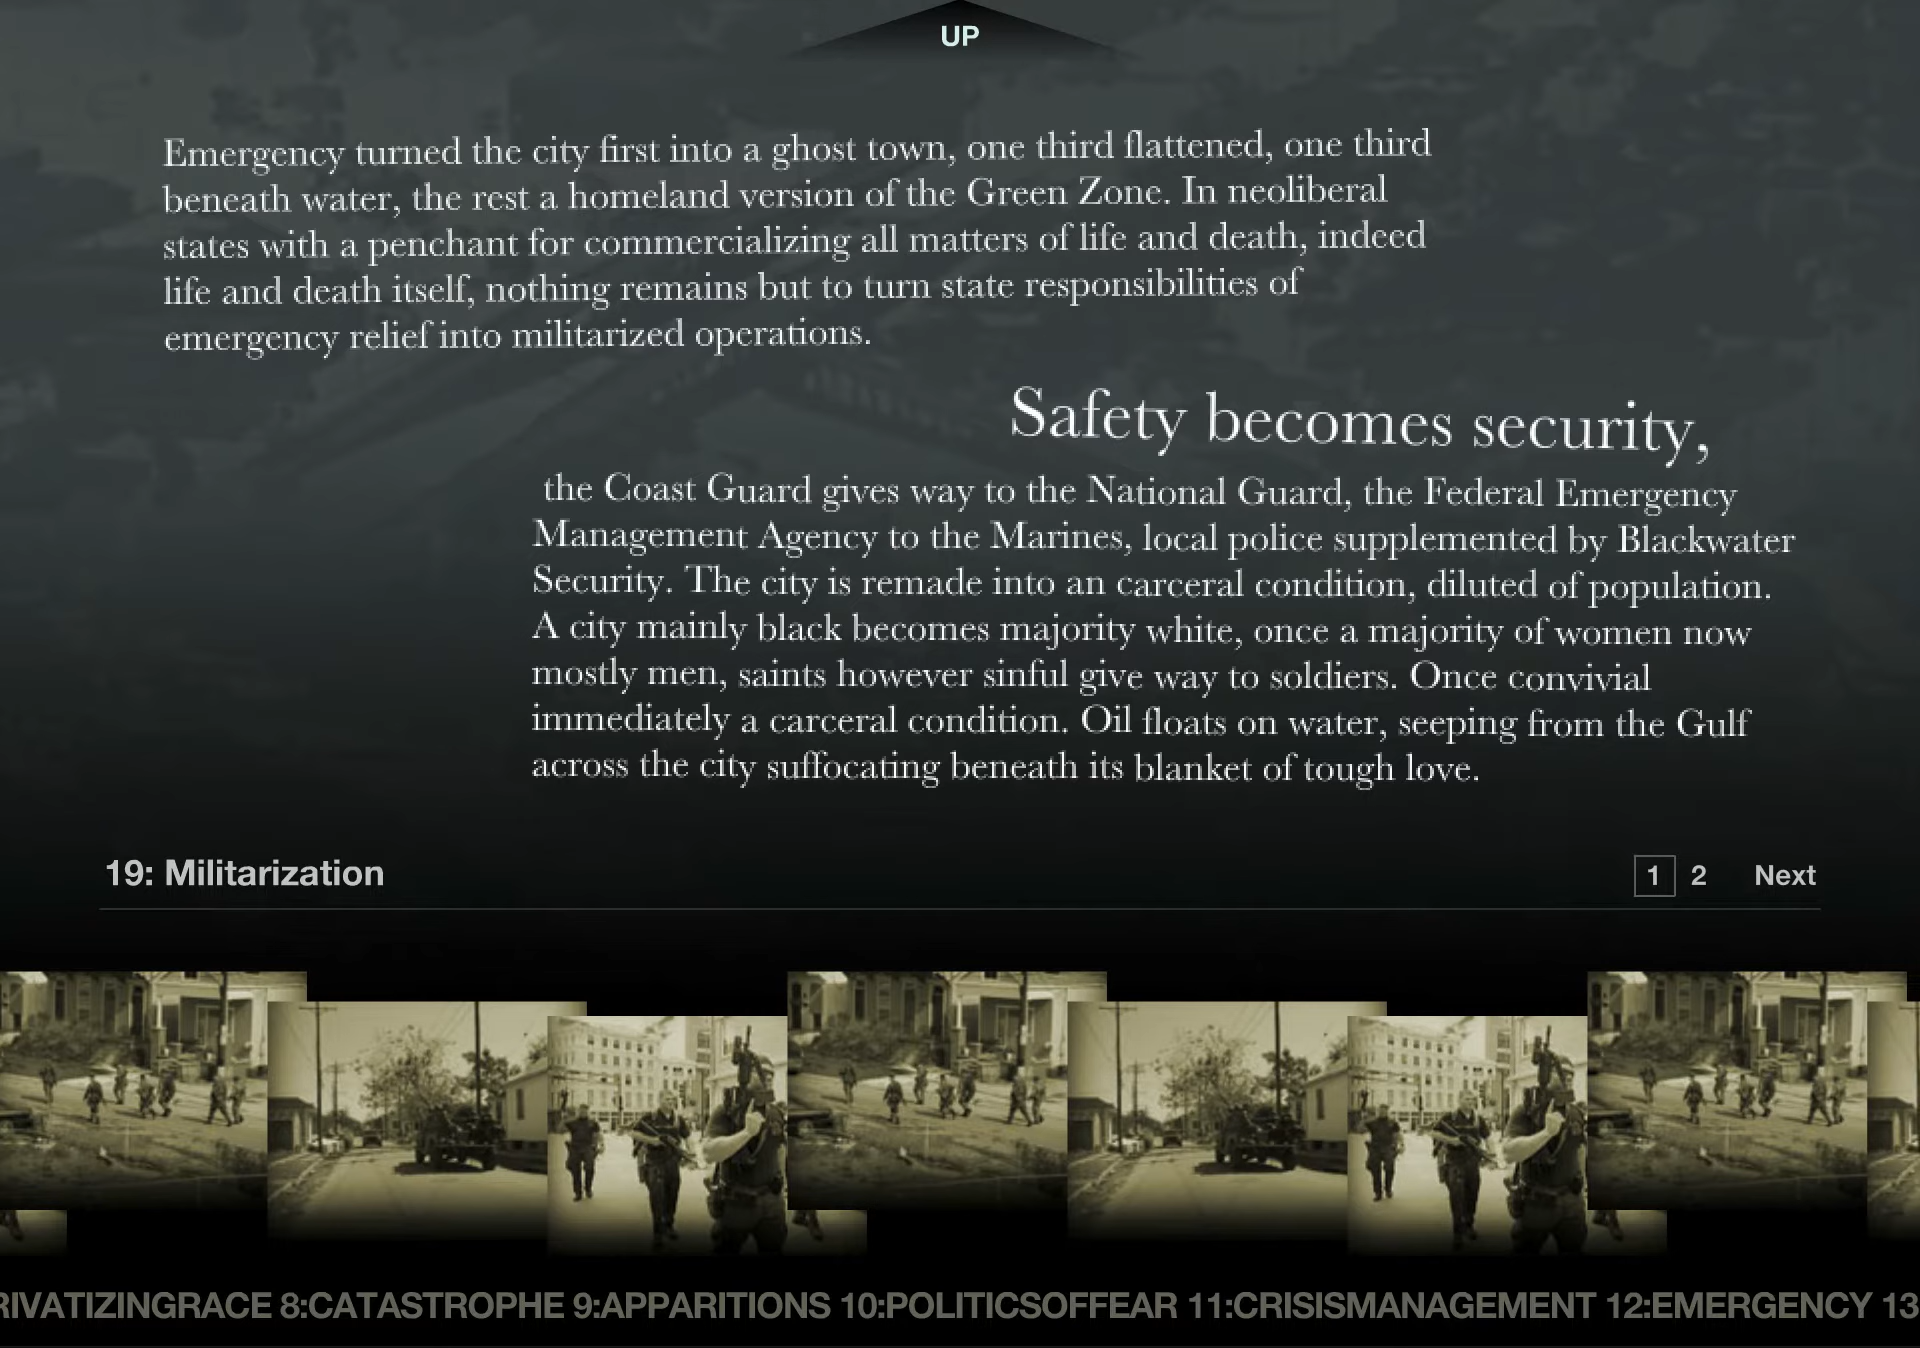 UP
Emergency turned the city first into a ghost town, one third flattened, one third
beneath water, the rest a homeland version of the Green Zone. In neoliberal
states with a penchant for commercializing all matters of life and death, indeed
life and death itself, nothing remains but to turn state responsibilities of
emergency relief into militarized operations.
Safety becomes security,
the Coast Guard gives way to the National Guard, the Federal Emergency
Management Agency to the Marines, local police supplemented by Blackwater
Security. The city is remade into an carceral condition, diluted of population.
A city mainly black becomes majority white, once a majority of women now
mostly men, saints however sinful give way to soldiers. Once convivial
immediately a carceral condition. Oil floats on water, seeping from the Gulf
across the city suffocating beneath its blanket of tough love.
19: Militarization
1 2 Next
RIVATIZINGRACE 8:CATASTROPHE 9:APPARITIONS 10:POLITICSOFFEAR 11:CRISISMANAGEMENT 12:EMERGENCY 13